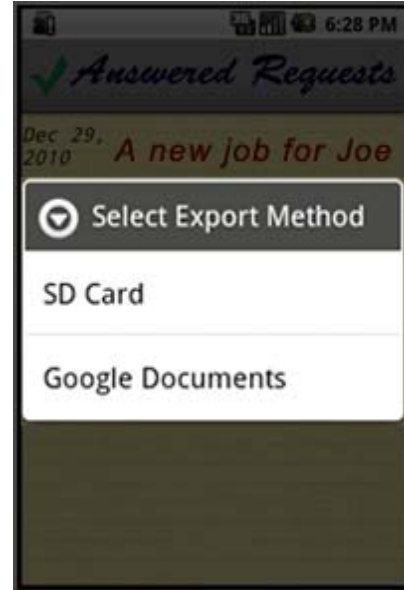 6:28 PM
Answered Requests
Dec 29,
2010 A new job for Joe
Select Export Method
SD Card
Google Documents